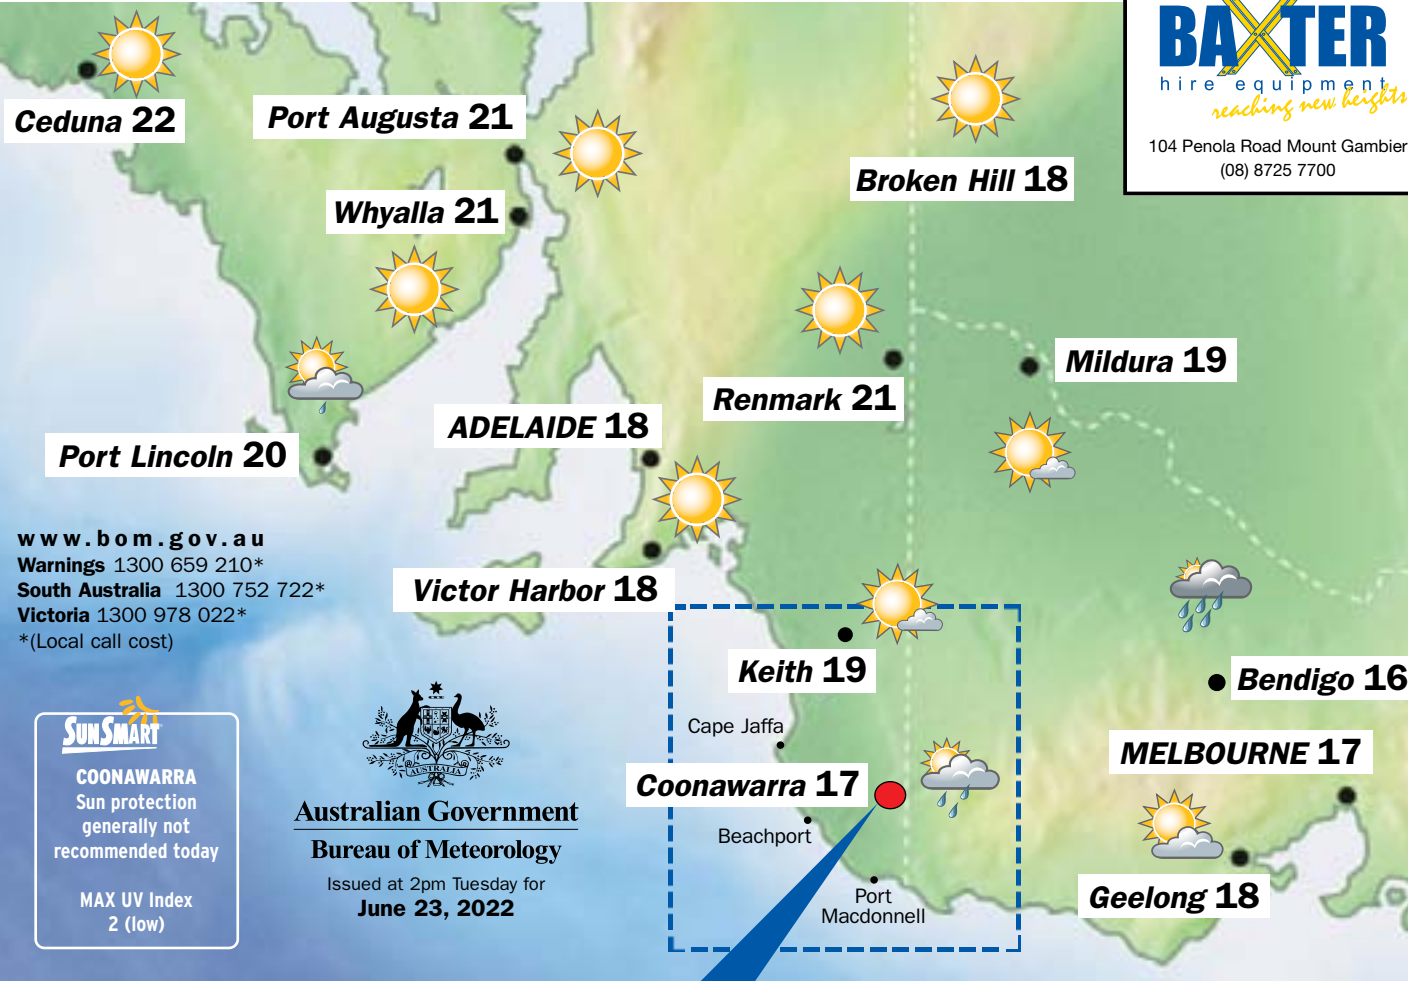 BAXTER
hire equipment
reaching new heights
104 Penola Road Mount Gambier
(08) 8725 7700
Ceduna 22
Port Augusta 21
Whyalla 21
Broken Hill 18
Renmark 21
Mildura 19
ADELAIDE 18
Port Lincoln 20
Victor Harbor 18
www.bom.gov.au
Warnings 1300 659 210*
South Australia 1300 752 722*
Victoria 1300 978 022*
*(Local call cost)
Keith 19
Bendigo 16
Cape Jaffa
MELBOURNE 17
Coonawarra 17
Beachport
Port
Macdonnell
Geelong 18
SUNSMART
COONAWARRA
Sun protection
generally not
recommended today
MAX UV Index
2 (low)
AUSTRALIA
Australian Government
Bureau of Meteorology
Issued at 2pm Tuesday for
June 23, 2022